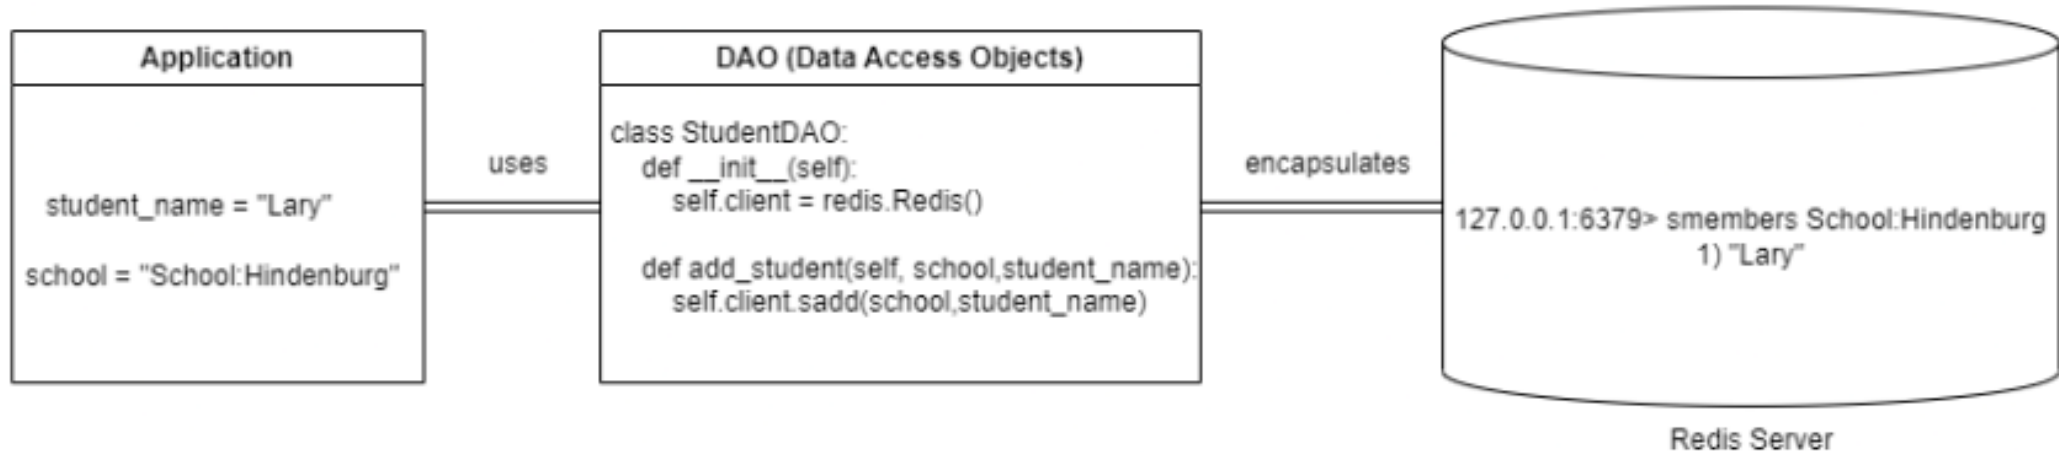 Application
student_name = "Lary"
school = "School:Hindenburg"
uses
DAO (Data Access Objects)
class StudentDAO:
def __init__(self):
self.client = redis.Redis()
def add_student(self, school,student_name):
self.client.sadd(school,student_name)
encapsulates
127.0.0.1:6379> smembers School:Hindenburg
1) "Lary"
Redis Server